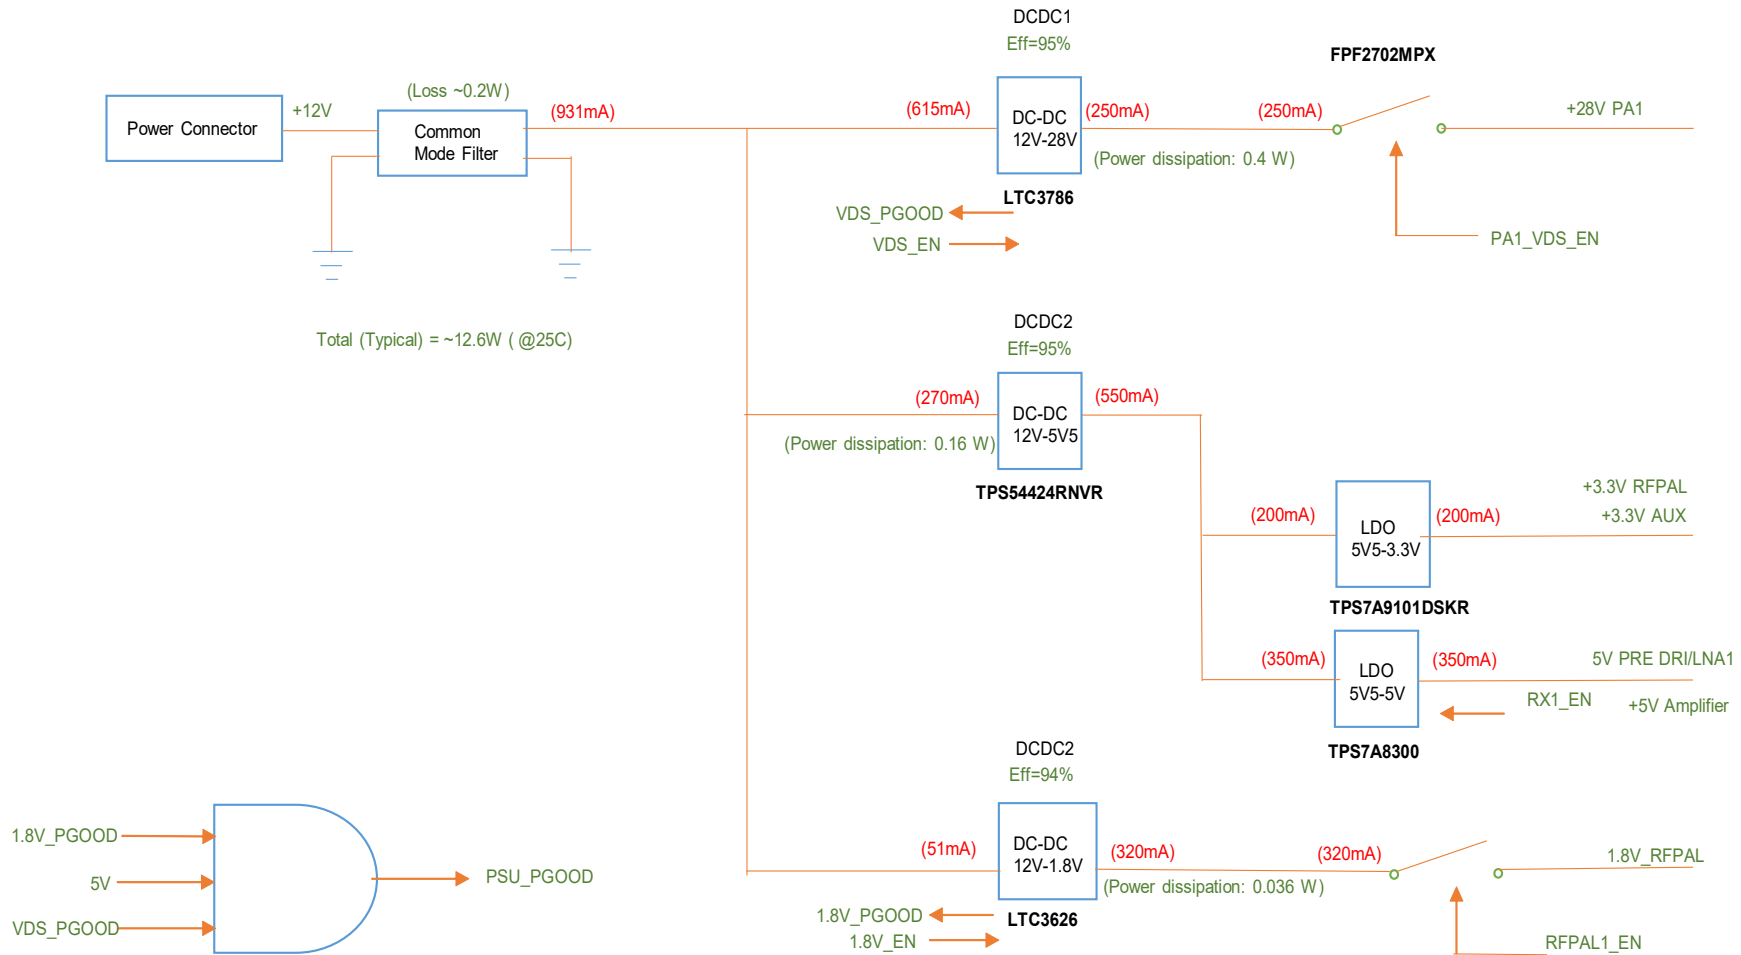 DCDC1
Eff=95%
FPF2702MPX
(Loss ~0.2W)
+12V
Power Connector
Common
Mode Filter
(931mA)
(615mA)
DC-DC
12V-28V
(250mA)
(250mA)
+28V PA1
(Power dissipation: 0.4 W)
LTC3786
VDS_PGOOD
VDS_EN
PA1_VDS_EN
Total (Typical) = ~12.6W ( @25C)
DCDC2
Eff=95%
(270mA)
DC-DC
12V-5V5
(550mA)
(Power dissipation: 0.16 W)
TPS54424RNVR
+3.3V RFPAL
+3.3V AUX
(200mA)
LDO
5V5-3.3V
(200mA)
TPS7A9101DSKR
(350mA)
LDO
5V5-5V
(350mA)
5V PRE DRI/LNA1
RX1_EN
+5V Amplifier
TPS7A8300
DCDC2
Eff=94%
(51mA)
DC-DC
12V-1.8V
(320mA)
(320mA)
1.8V_RFPAL
(Power dissipation: 0.036 W)
LTC3626
1.8V_PGOOD
1.8V_EN
RFPAL1_EN
1.8V_PGOOD
5V
VDS_PGOOD
PSU_PGOOD